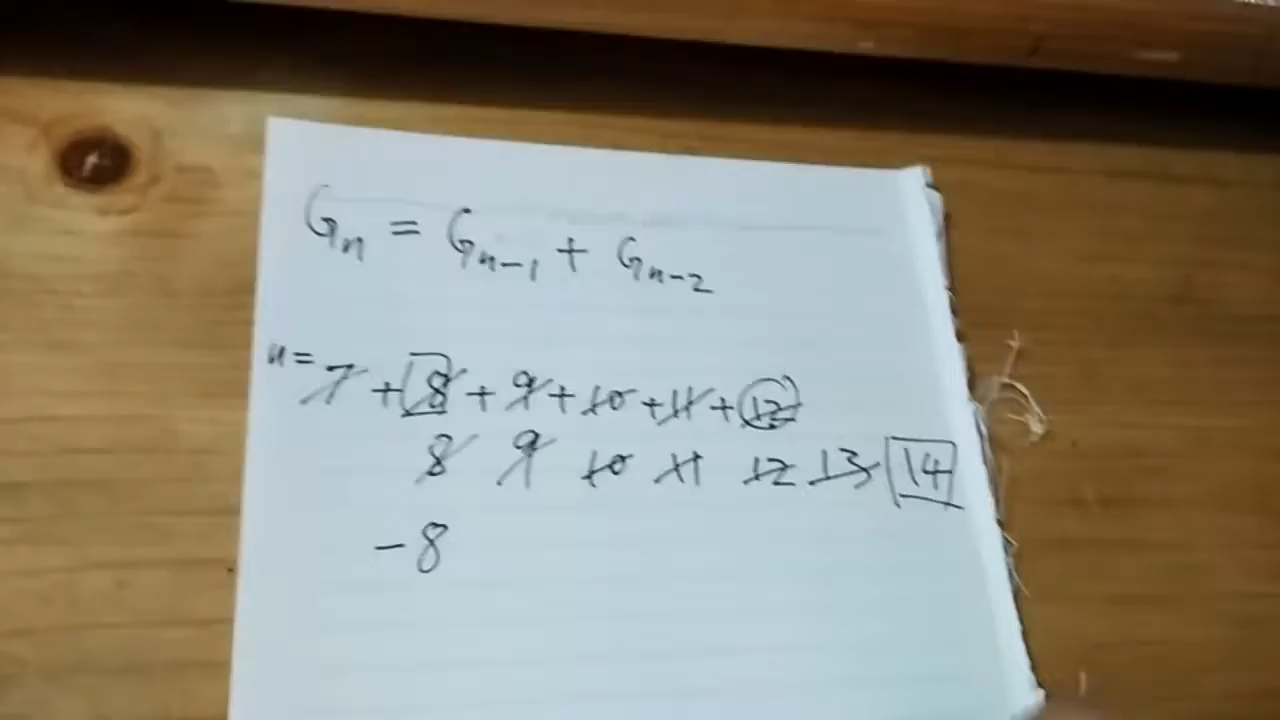 Gn = Gn-1 + Gn-2
n = 7 + 8 + 9 + 10 + 11 + 12
8 9 10 11 12 13 14
- 8